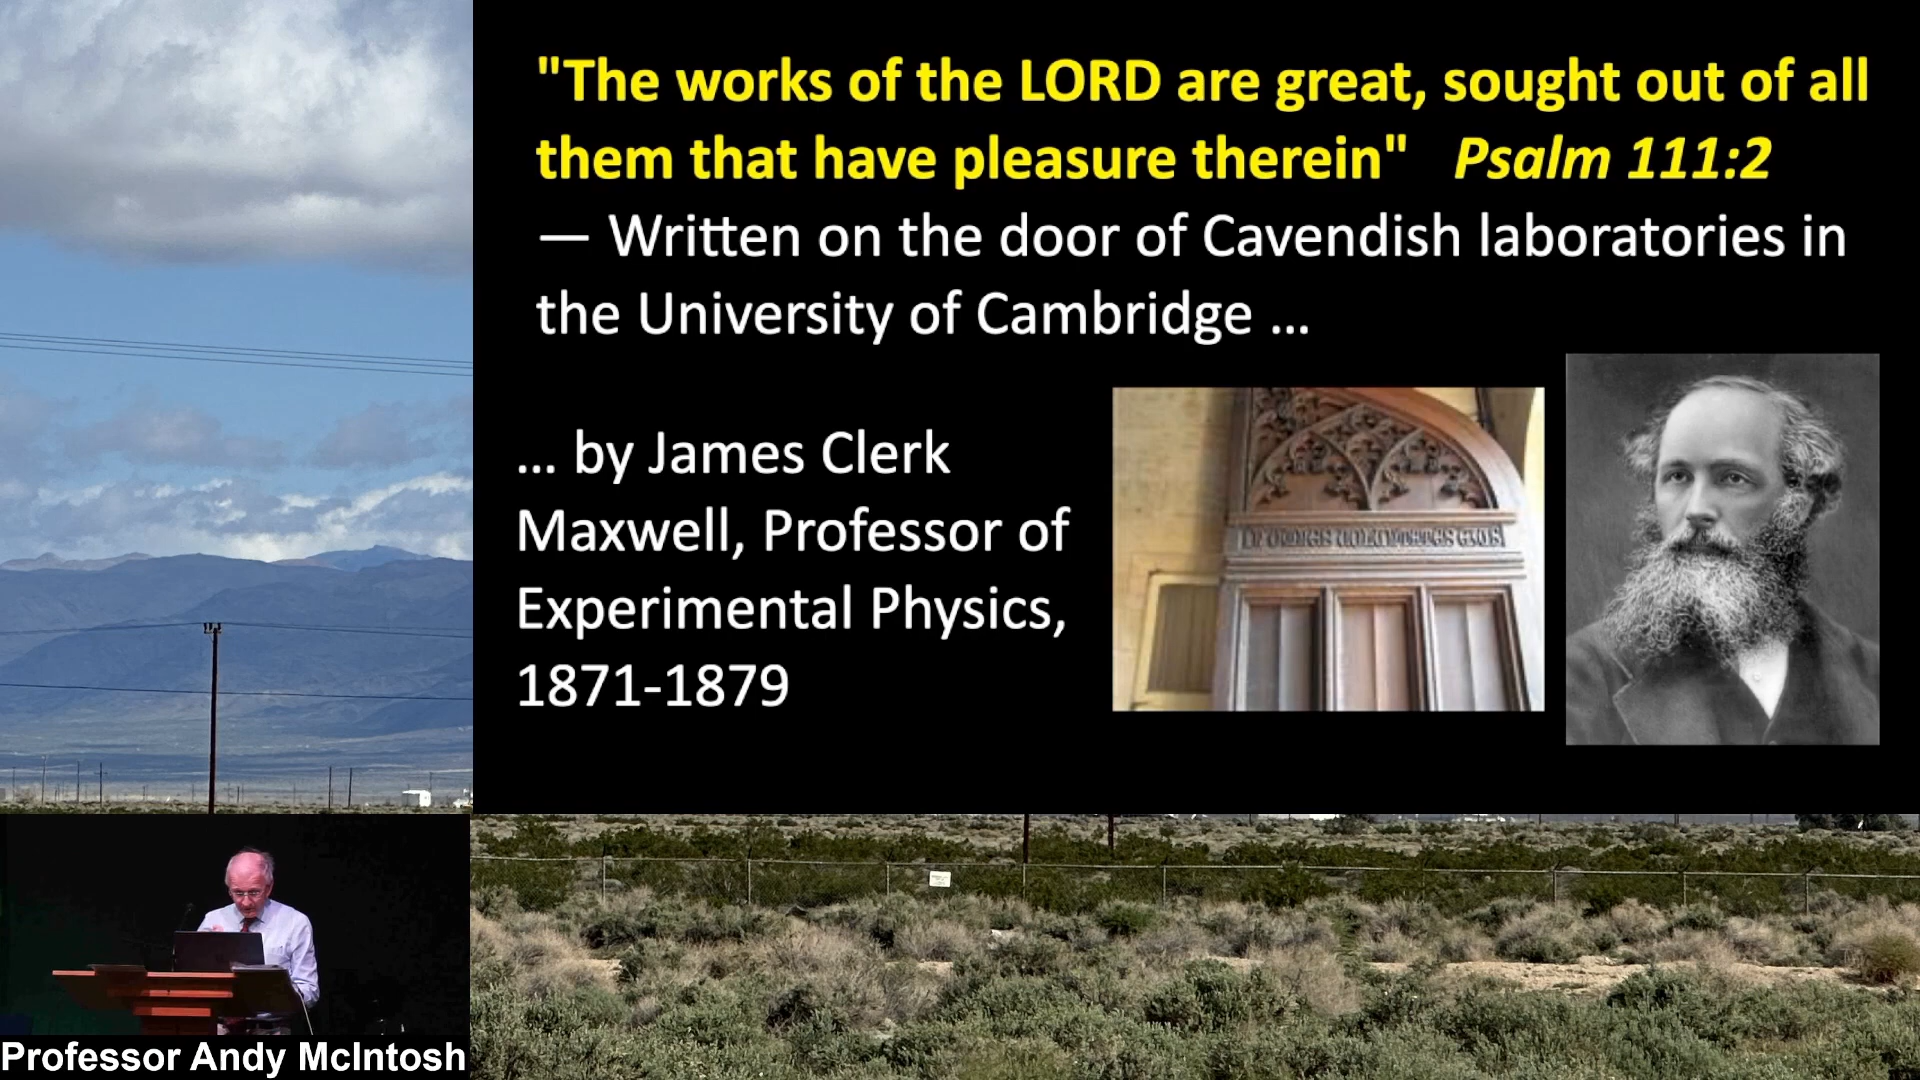 "The works of the LORD are great, sought out of all
them that have pleasure therein" Psalm 111:2
— Written on the door of Cavendish laboratories in
the University of Cambridge ...
... by James Clerk
Maxwell, Professor of
Experimental Physics,
1871-1879
Professor Andy McIntosh